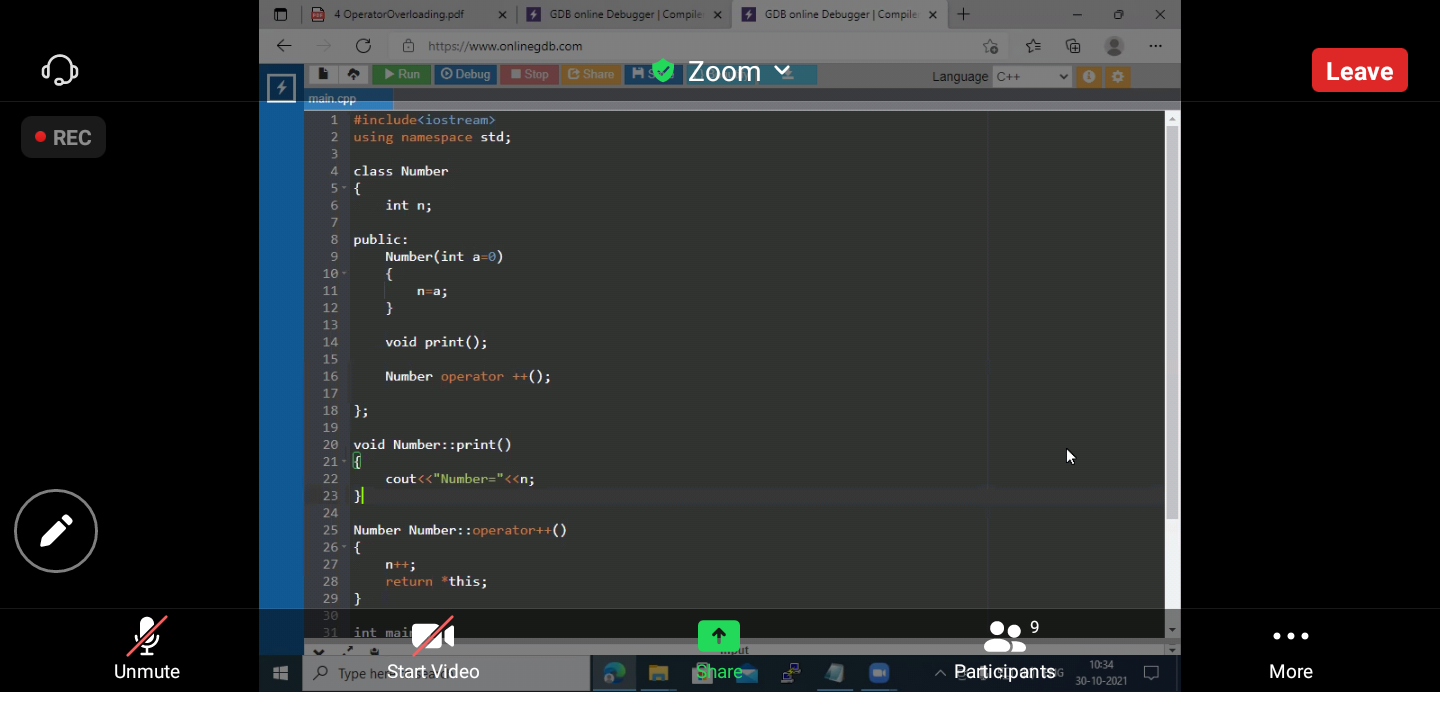 4 OperatorOverloading.pdf
GDB online Debugger | Compile
GDB online Debugger | Compile
https://www.onlinegdb.com
Zoom
Leave
Run
Debug
Stop
Share
Language
C++
main.cpp
REC
1 #include<iostream>
2 using namespace std;
3
4 class Number
5 {
6 int n;
7
8 public:
9 Number(int a=0)
10 {
11 n=a;
12 }
13
14 void print();
15
16 Number operator ++();
17
18 };
19
20 void Number::print()
21 {
22 cout<<"Number="<<n;
23 }
24
25 Number Number::operator++()
26 {
27 n++;
28 return *this;
29 }
30
31 int mai
9
Unmute
Start Video
Share
Participants
More
Type he
10:34
30-10-2021